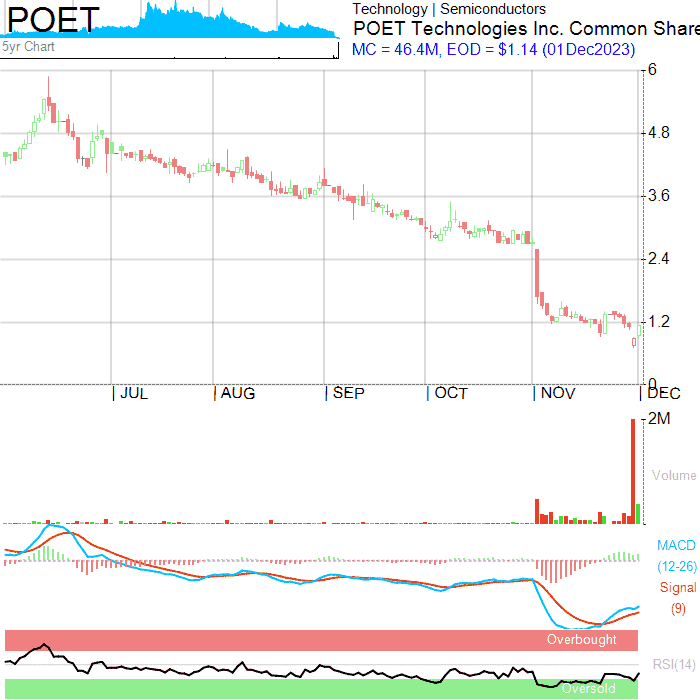 POET
5yr Chart
Technology | Semiconductors
POET Technologies Inc. Common Share
MC = 46.4M, EOD = $1.14 (01Dec2023)
6
4.8
3.6
2.4
1.2
0
JUL
AUG
SEP
OCT
NOV
DEC
2M
Volume
MACD
(12-26)
Signal
(9)
Overbought
RSI(14)
Oversold